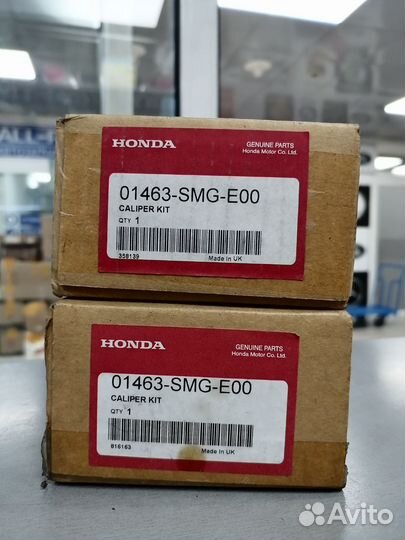 HONDA
GENUINE PARTS
Honda Motor Co. Ltd.
01463-SMG-E00
CALIPER KIT
QTY 1
358139
Made In UK
HONDA
GENUINE PARTS
Honda Motor Co. Ltd.
01463-SMG-E00
CALIPER KIT
QTY 1
816163
Made In UK
Avito